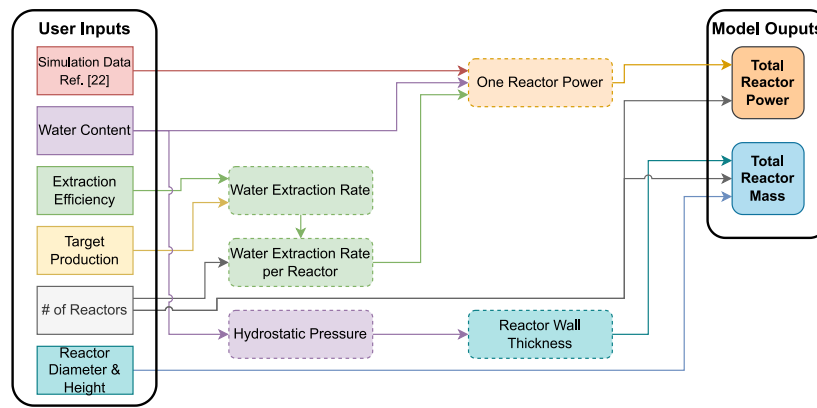 User Inputs
Simulation Data
Ref. [22]
Water Content
Extraction
Efficiency
Target
Production
# of Reactors
Reactor
Diameter &
Height
Water Extraction Rate
Water Extraction Rate
per Reactor
Hydrostatic Pressure
One Reactor Power
Reactor Wall
Thickness
Model Ouputs
Total
Reactor
Power
Total
Reactor
Mass